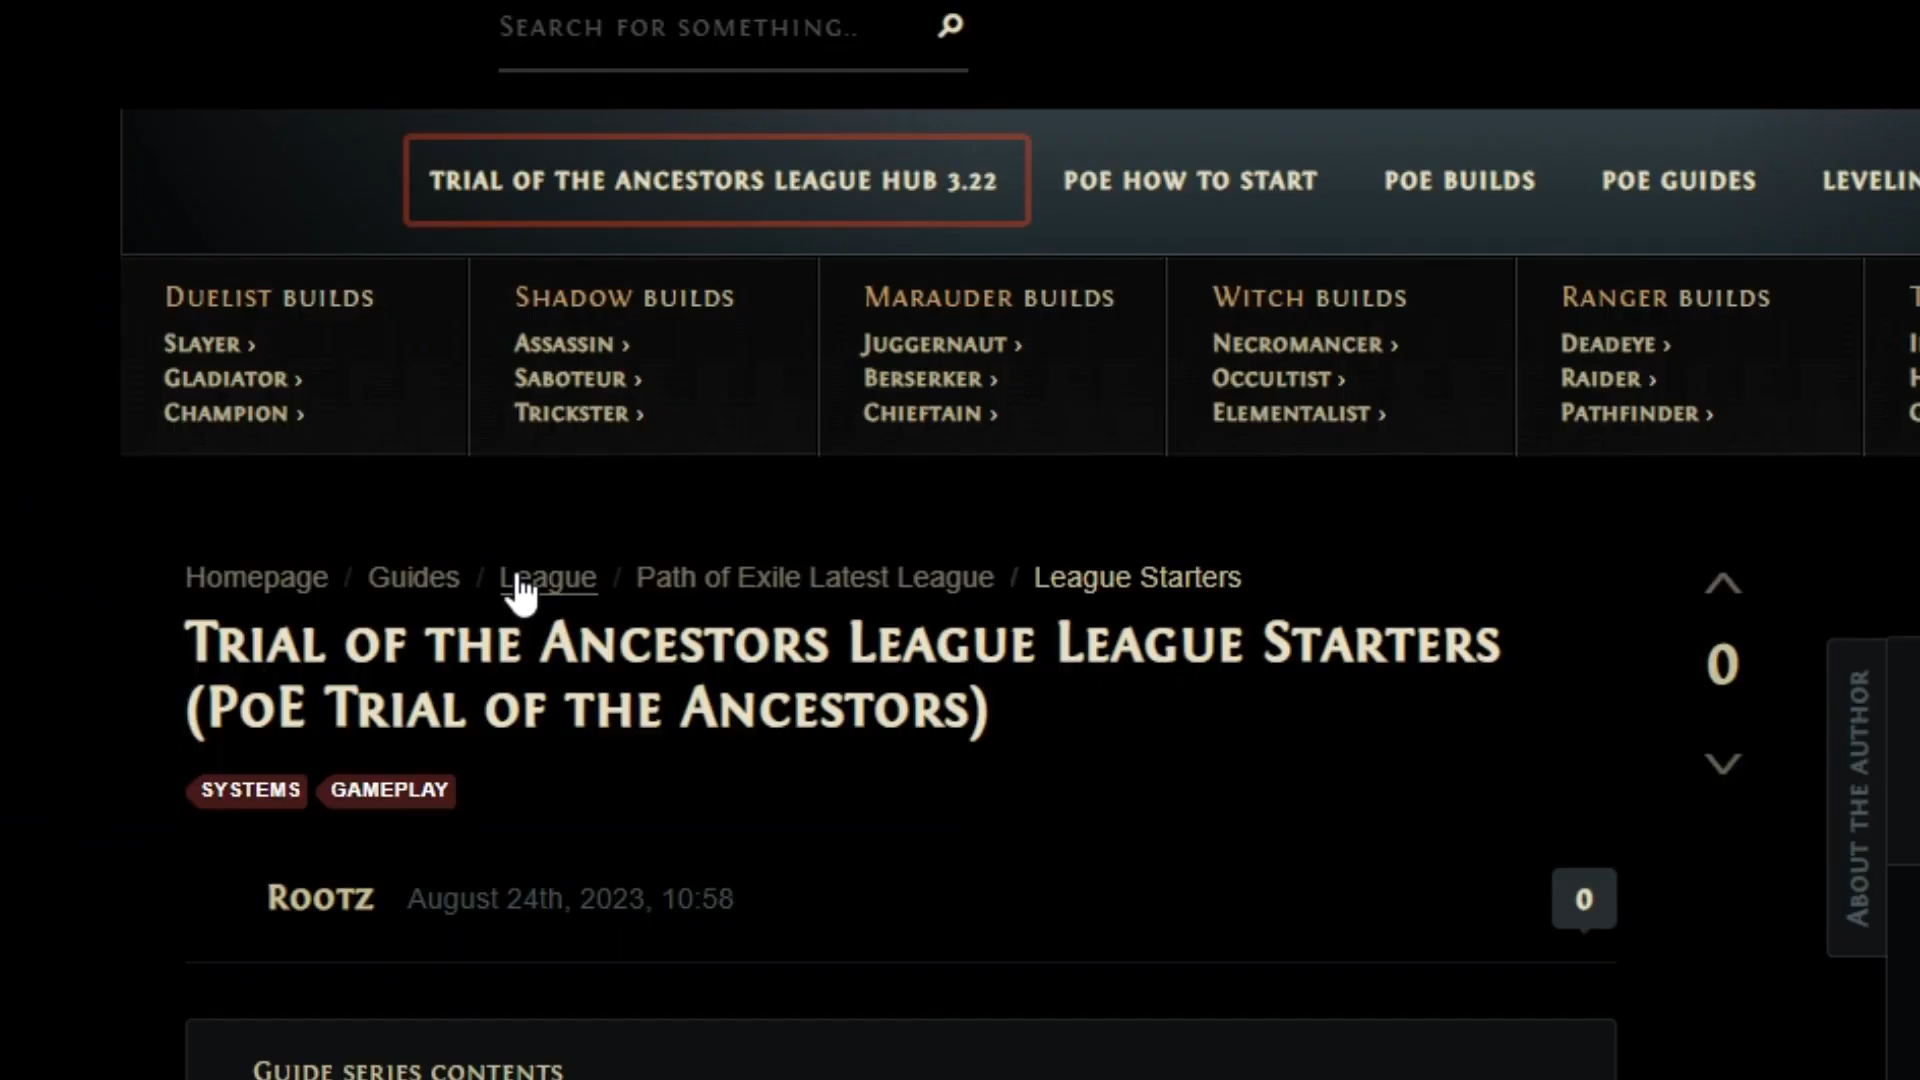 SEARCH FOR SOMETHING..
TRIAL OF THE ANCESTORS LEAGUE HUB 3.22 POE HOW TO START POE BUILDS POE GUIDES LEVELIN
DUELIST BUILDS SHADOW BUILDS MARAUDER BUILDS WITCH BUILDS RANGER BUILDS T
SLAYER › ASSASSIN › JUGGERNAUT › NECROMANCER › DEADEYE › I
GLADIATOR › SABOTEUR › BERSERKER › OCCULTIST › RAIDER › H
CHAMPION › TRICKSTER › CHIEFTAIN › ELEMENTALIST › PATHFINDER ›
Homepage / Guides / League / Path of Exile Latest League / League Starters
TRIAL OF THE ANCESTORS LEAGUE LEAGUE STARTERS
(POE TRIAL OF THE ANCESTORS)
0
SYSTEMS GAMEPLAY
ROOTZ August 24th, 2023, 10:58
0
ABOUT THE AUTHOR
GUIDE SERIES CONTENTS